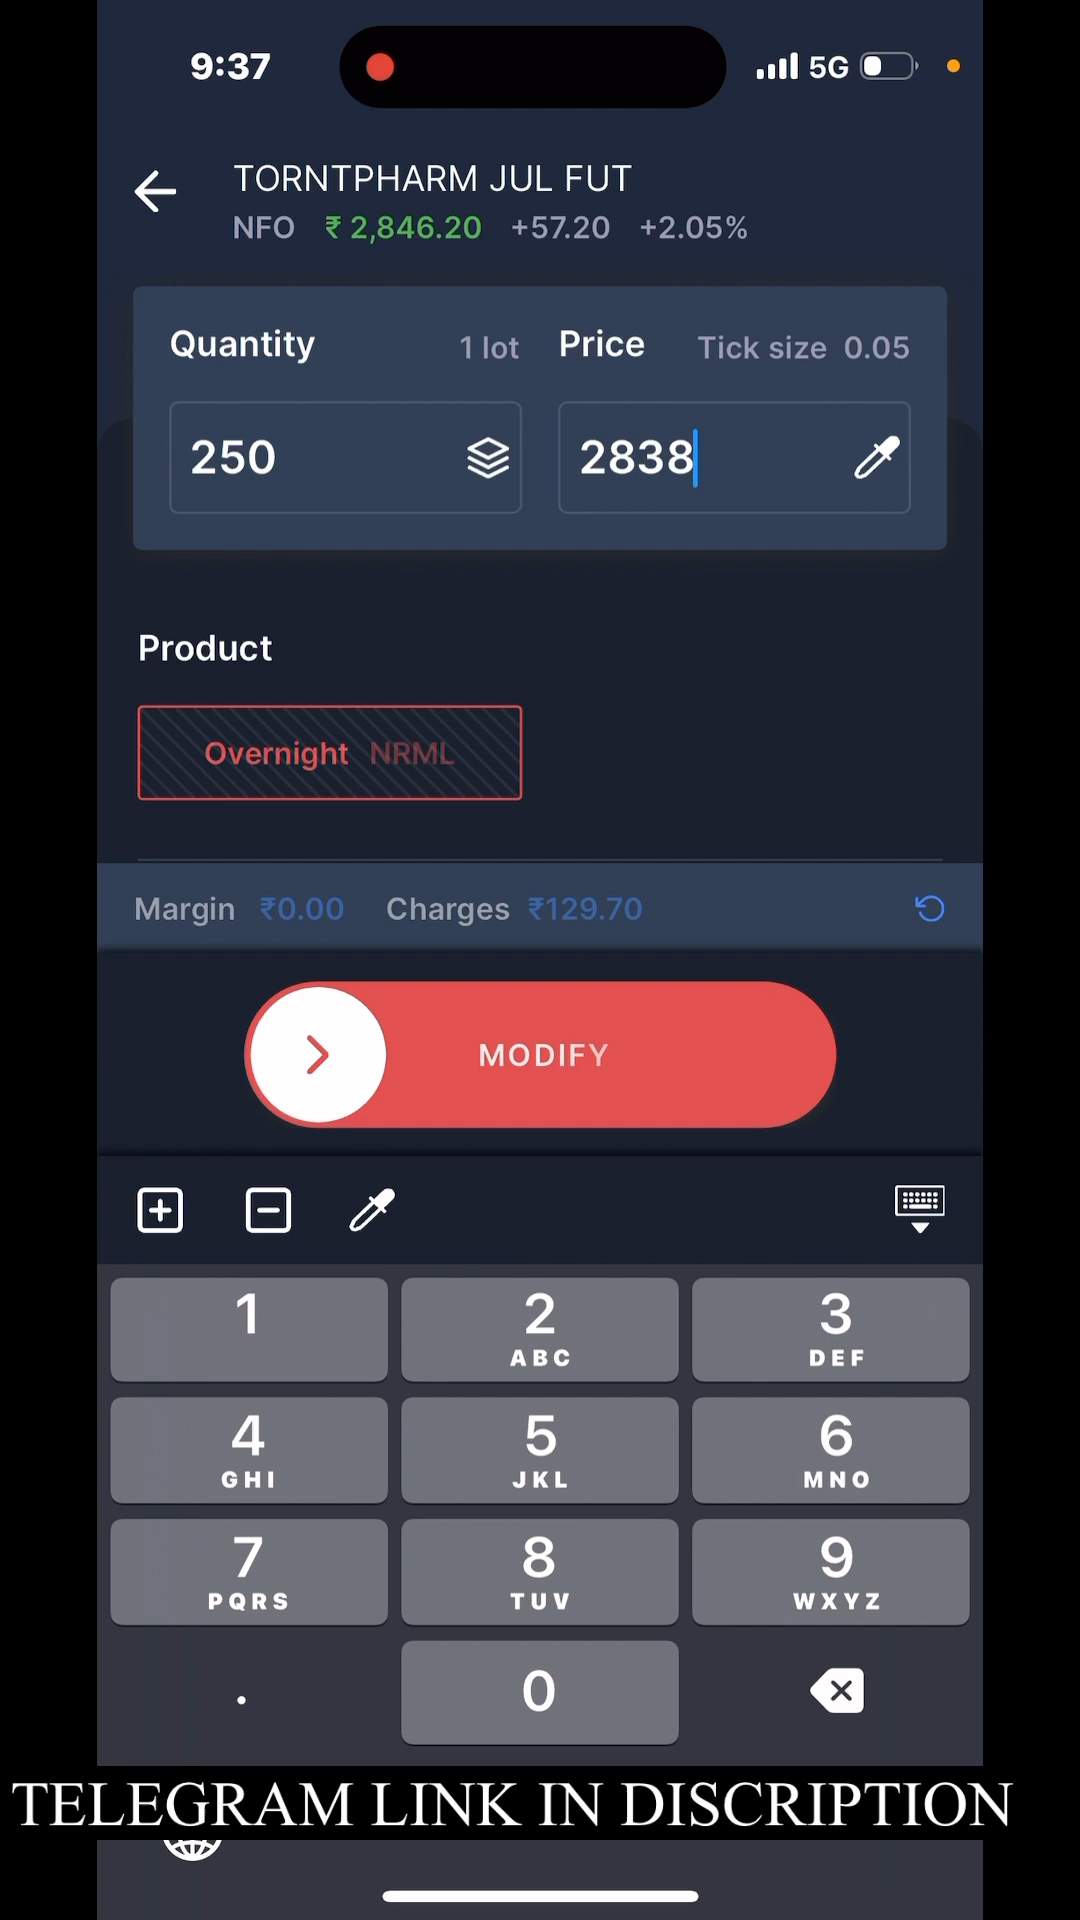 9:37
5G
TORNTPHARM JUL FUT
NFO ₹ 2,846.20 +57.20 +2.05%
Quantity 1 lot Price Tick size 0.05
250 2838
Product
Overnight NRML
Margin ₹0.00 Charges ₹129.70
MODIFY
1 2 3
ABC DEF
4 5 6
GHI JKL MNO
7 8 9
PQRS TUV WXYZ
. 0
TELEGRAM LINK IN DISCRIPTION